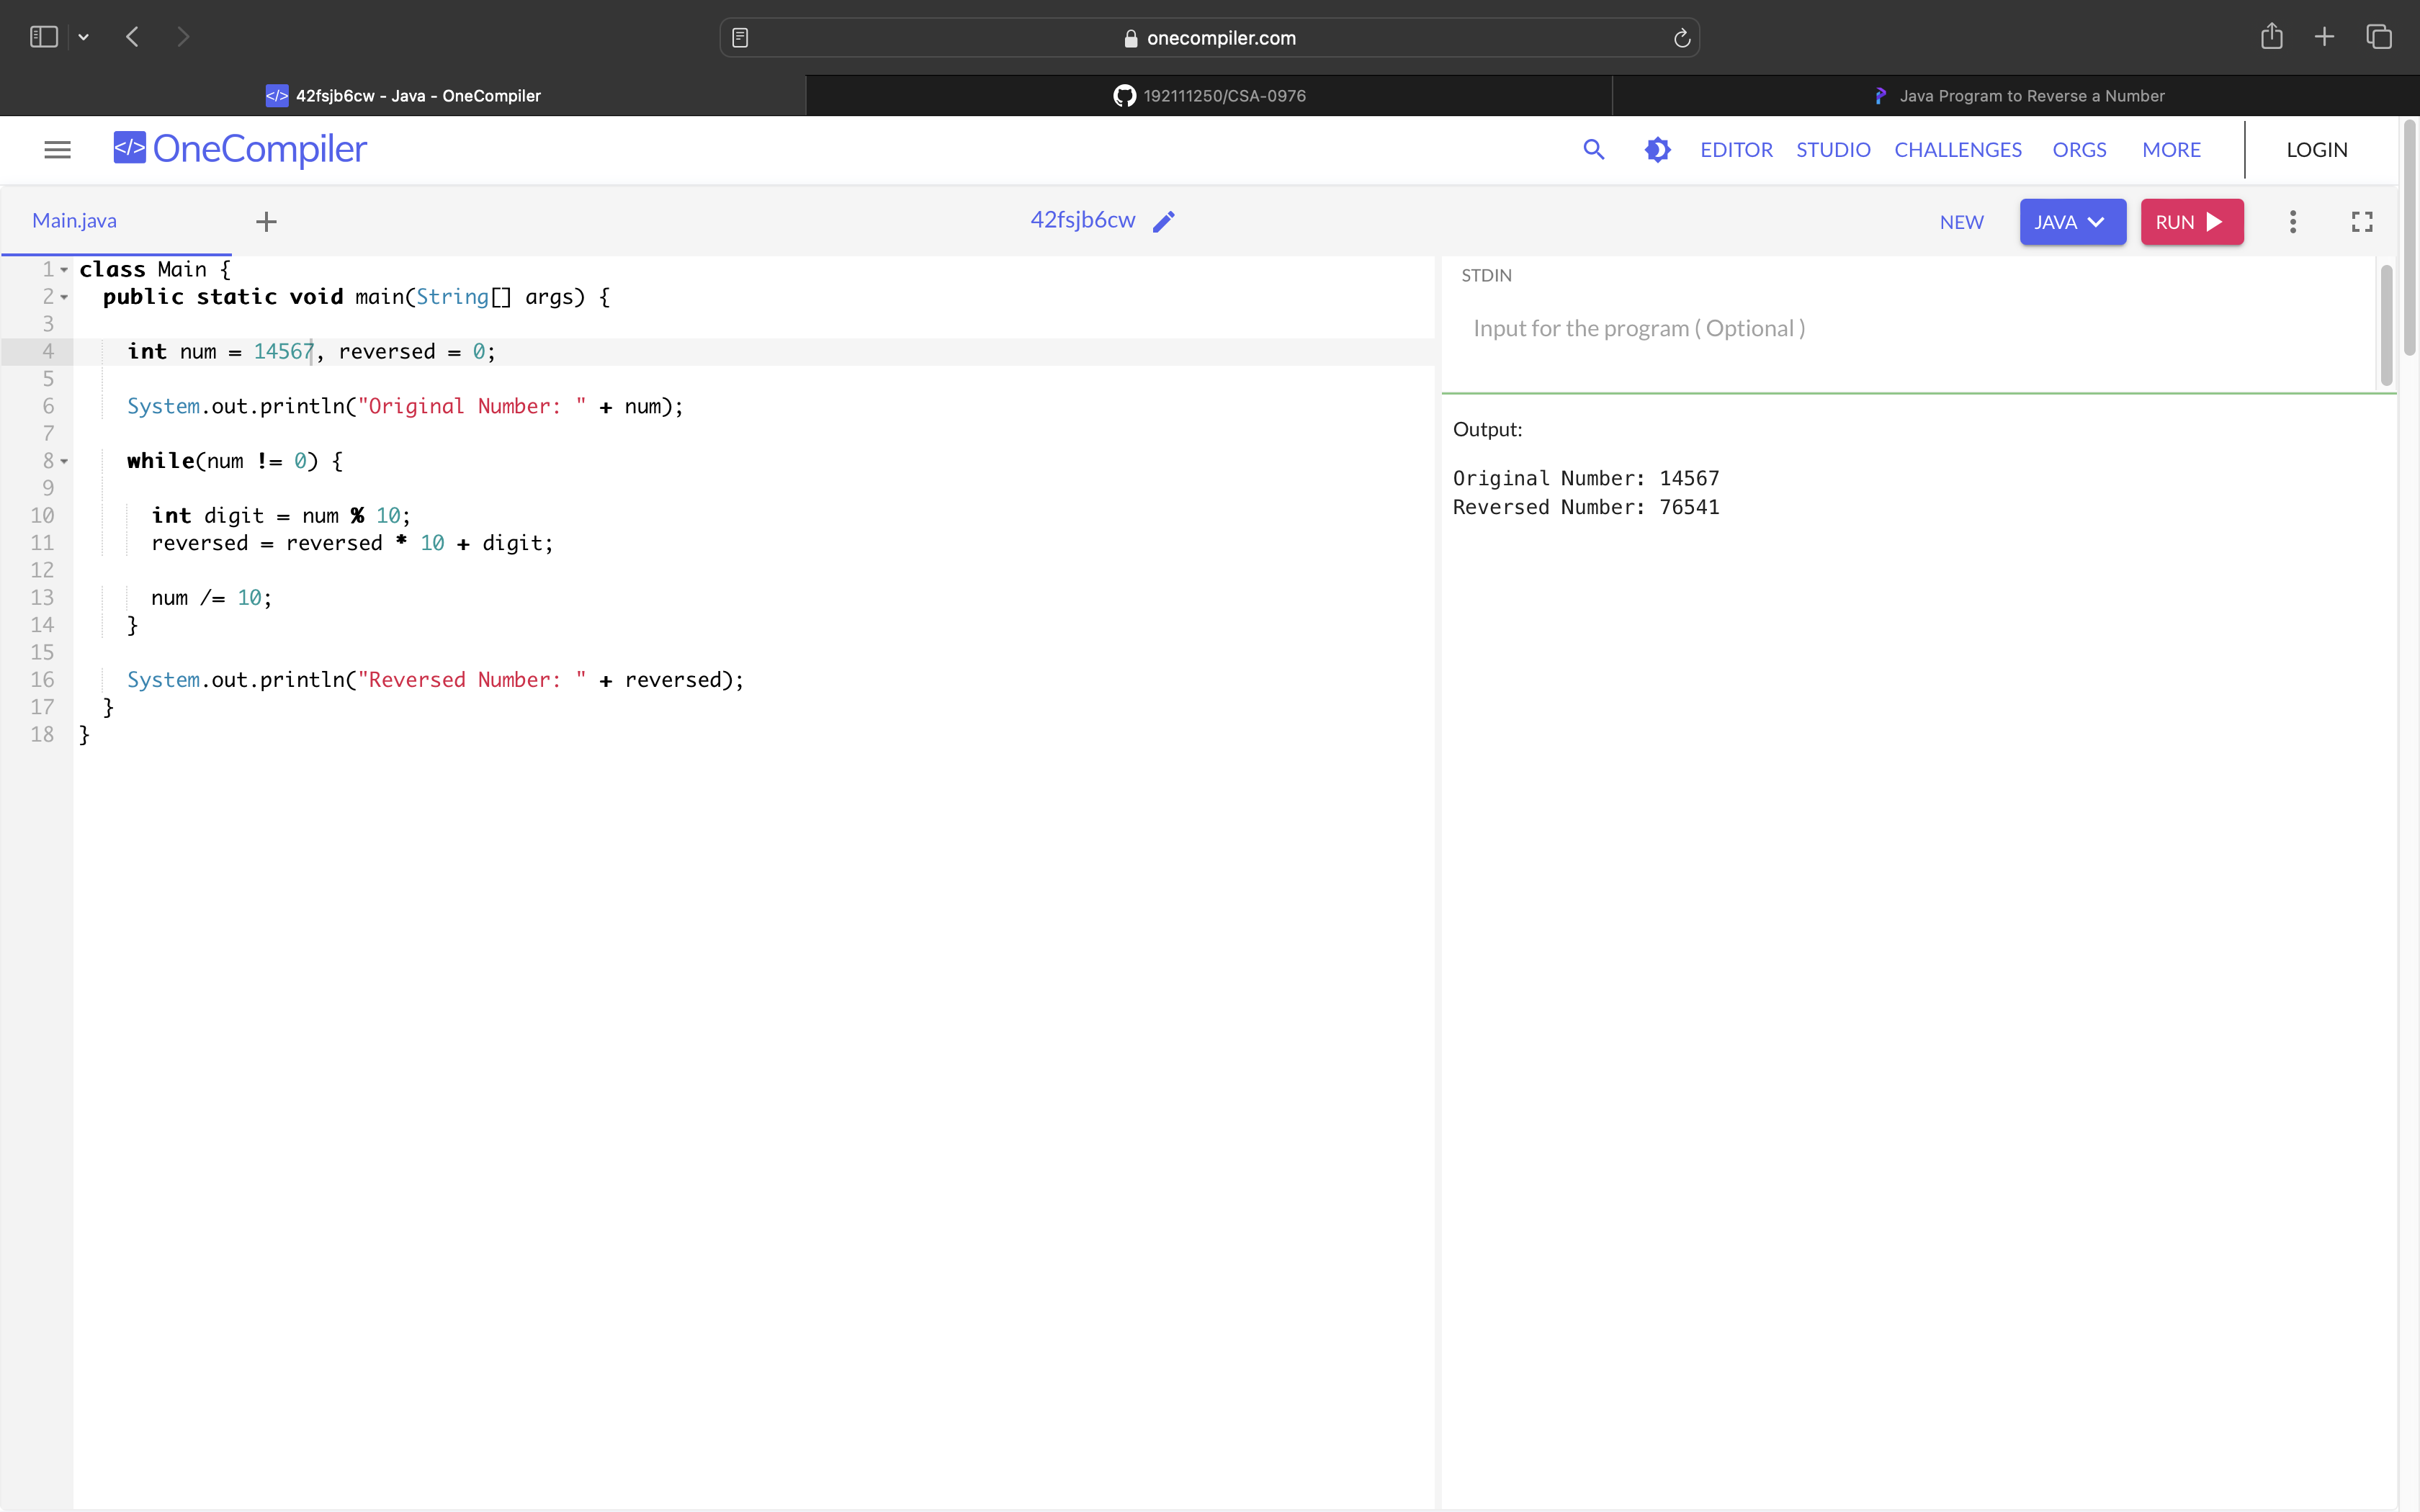 onecompiler.com
42fsjb6cw - Java - OneCompiler
192111250/CSA-0976
Java Program to Reverse a Number
</> OneCompiler
EDITOR STUDIO CHALLENGES ORGS MORE LOGIN
Main.java
42fsjb6cw
NEW JAVA RUN
1 class Main {
2 public static void main(String[] args) {
3
4 int num = 14567, reversed = 0;
5
6 System.out.println("Original Number: " + num);
7
8 while(num != 0) {
9
10 int digit = num % 10;
11 reversed = reversed * 10 + digit;
12
13 num /= 10;
14 }
15
16 System.out.println("Reversed Number: " + reversed);
17 }
18 }
STDIN
Input for the program ( Optional )
Output:
Original Number: 14567
Reversed Number: 76541